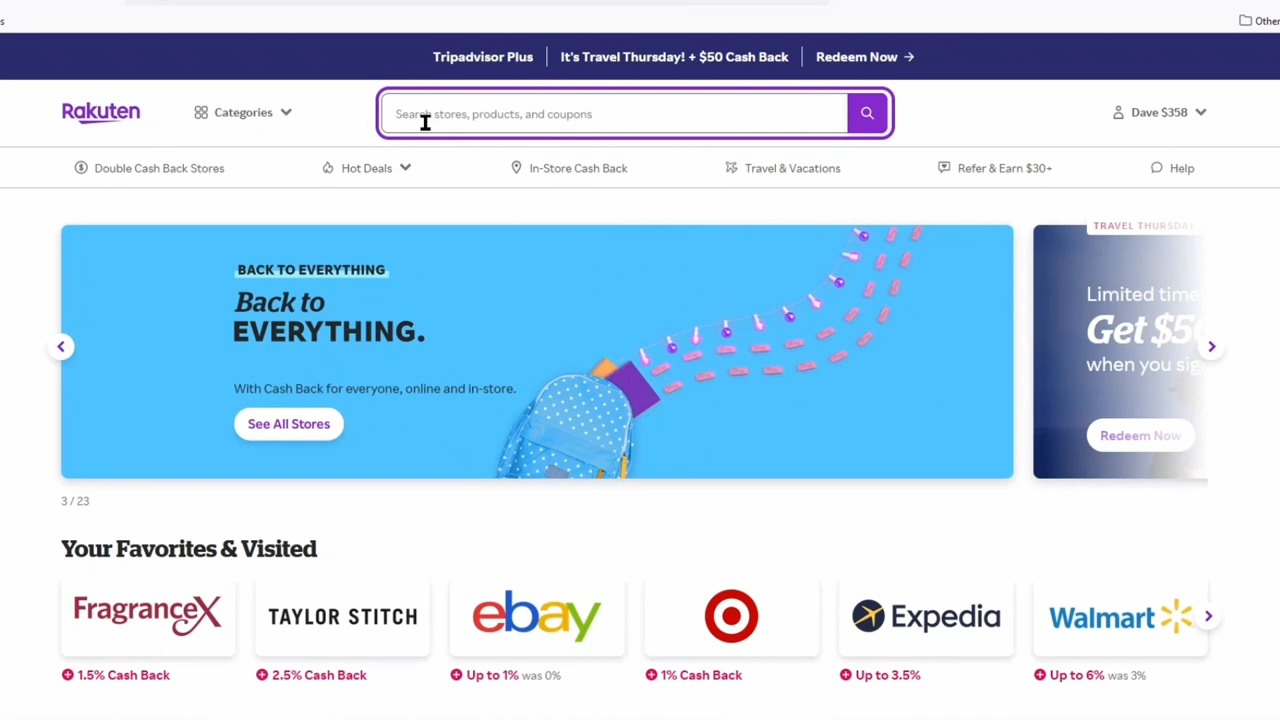 s
Other
Tripadvisor Plus It's Travel Thursday! + $50 Cash Back Redeem Now →
Rakuten Categories Search stores, products, and coupons Dave $358
Double Cash Back Stores Hot Deals In-Store Cash Back Travel & Vacations Refer & Earn $30+ Help
BACK TO EVERYTHING
Back to
EVERYTHING.
With Cash Back for everyone, online and in-store.
See All Stores
TRAVEL THURSDAY
Limited time
Get $50
when you sig
Redeem Now
3 / 23
Your Favorites & Visited
FragranceX TAYLOR STITCH ebay Expedia Walmart
1.5% Cash Back 2.5% Cash Back Up to 1% was 0% 1% Cash Back Up to 3.5% Up to 6% was 3%